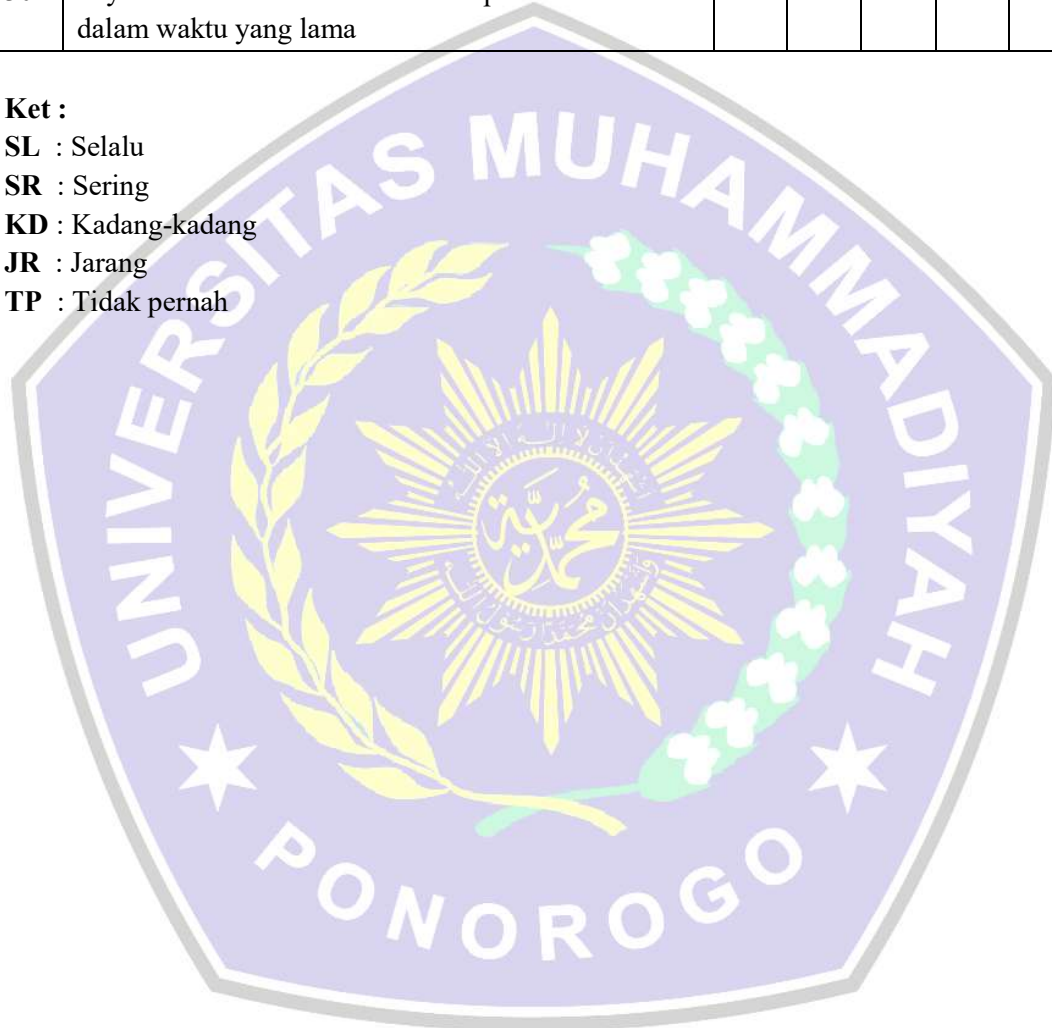 dalam waktu yang lama
Ket :
SL : Selalu
SR : Sering
KD : Kadang-kadang
JR : Jarang
TP : Tidak pernah
UNIVERSITAS MUHAMMADIYAH
PONOROGO
محمدية